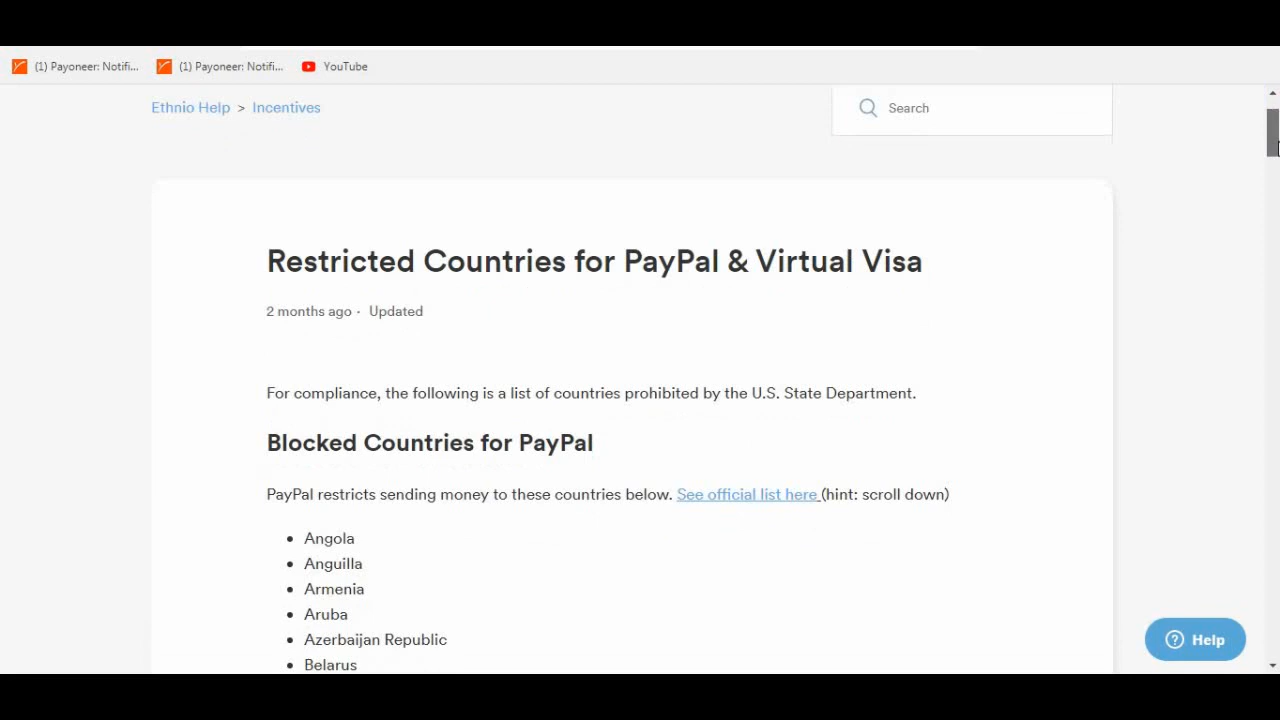 (1) Payoneer: Notifi... (1) Payoneer: Notifi... YouTube
Ethnio Help > Incentives
Search
Restricted Countries for PayPal & Virtual Visa
2 months ago · Updated
For compliance, the following is a list of countries prohibited by the U.S. State Department.
Blocked Countries for PayPal
PayPal restricts sending money to these countries below. See official list here (hint: scroll down)
• Angola
• Anguilla
• Armenia
• Aruba
• Azerbaijan Republic
• Belarus
Help